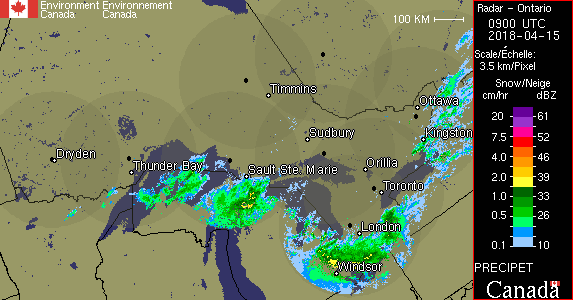 Environment Environnement
Canada Canada
100 KM
Timmins
Ottawa
Sudbury
Kingston
Dryden
Thunder Bay
Sault Ste. Marie
Orillia
Toronto
London
Windsor
Radar - Ontario
0900 UTC
2018-04-15
Scale/Échelle:
3.5 km/Pixel
Snow/Neige
cm/hr dBZ
20 61
7.5 52
4.0 46
2.0 39
1.0 33
0.5 26
0.1 10
PRECIPET
Canada